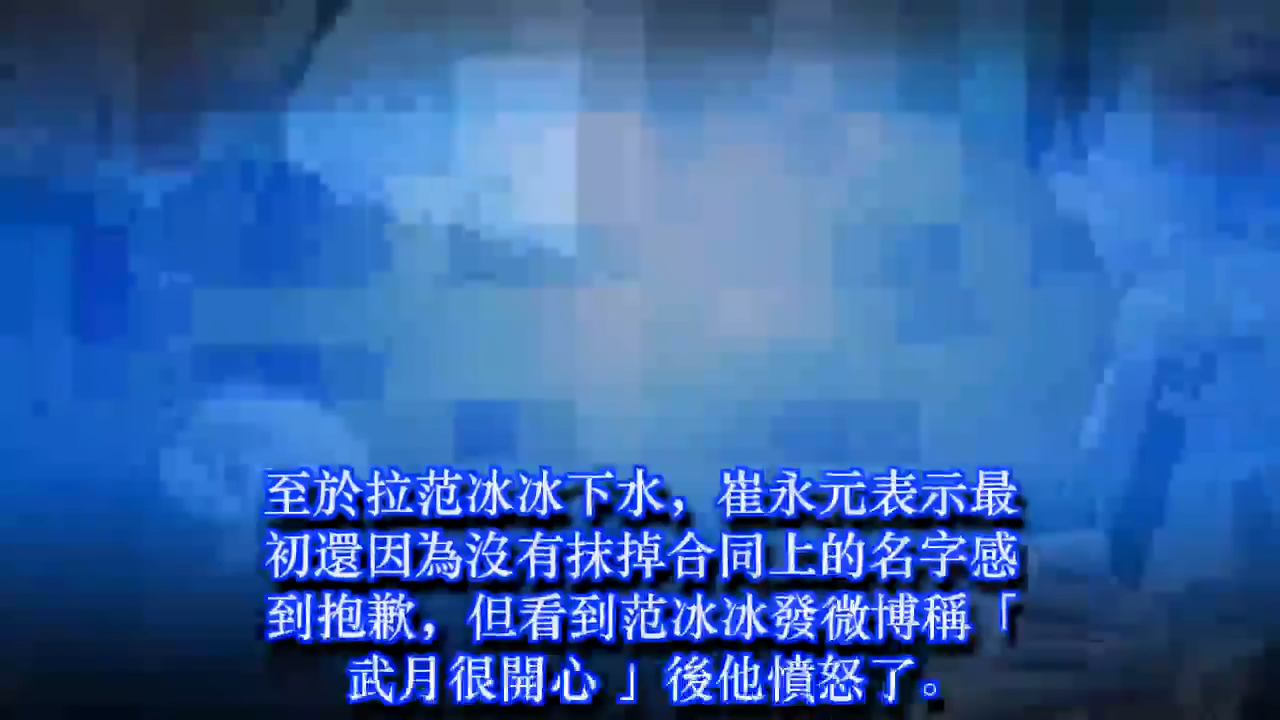 至於拉范冰冰下水，崔永元表示最
初還因為沒有抹掉合同上的名字感
到抱歉，但看到范冰冰發微博稱「
武月很開心 」後他憤怒了。